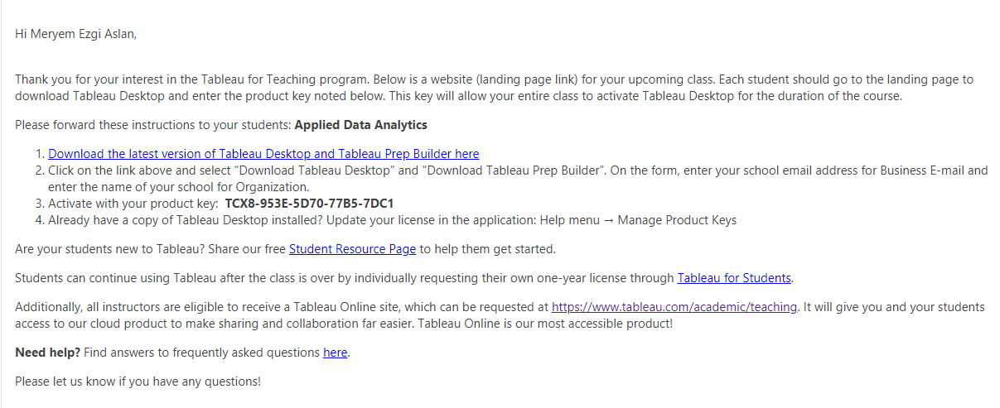 Hi Meryem Ezgi Aslan,
Thank you for your interest in the Tableau for Teaching program. Below is a website (landing page link) for your upcoming class. Each student should go to the landing page to
download Tableau Desktop and enter the product key noted below. This key will allow your entire class to activate Tableau Desktop for the duration of the course.
Please forward these instructions to your students: Applied Data Analytics
1. Download the latest version of Tableau Desktop and Tableau Prep Builder here
2. Click on the link above and select “Download Tableau Desktop” and “Download Tableau Prep Builder”. On the form, enter your school email address for Business E-mail and
enter the name of your school for Organization.
3. Activate with your product key: TCX8-953E-5D70-77B5-7DC1
4. Already have a copy of Tableau Desktop installed? Update your license in the application: Help menu → Manage Product Keys
Are your students new to Tableau? Share our free Student Resource Page to help them get started.
Students can continue using Tableau after the class is over by individually requesting their own one-year license through Tableau for Students.
Additionally, all instructors are eligible to receive a Tableau Online site, which can be requested at https://www.tableau.com/academic/teaching. It will give you and your students
access to our cloud product to make sharing and collaboration far easier. Tableau Online is our most accessible product!
Need help? Find answers to frequently asked questions here.
Please let us know if you have any questions!